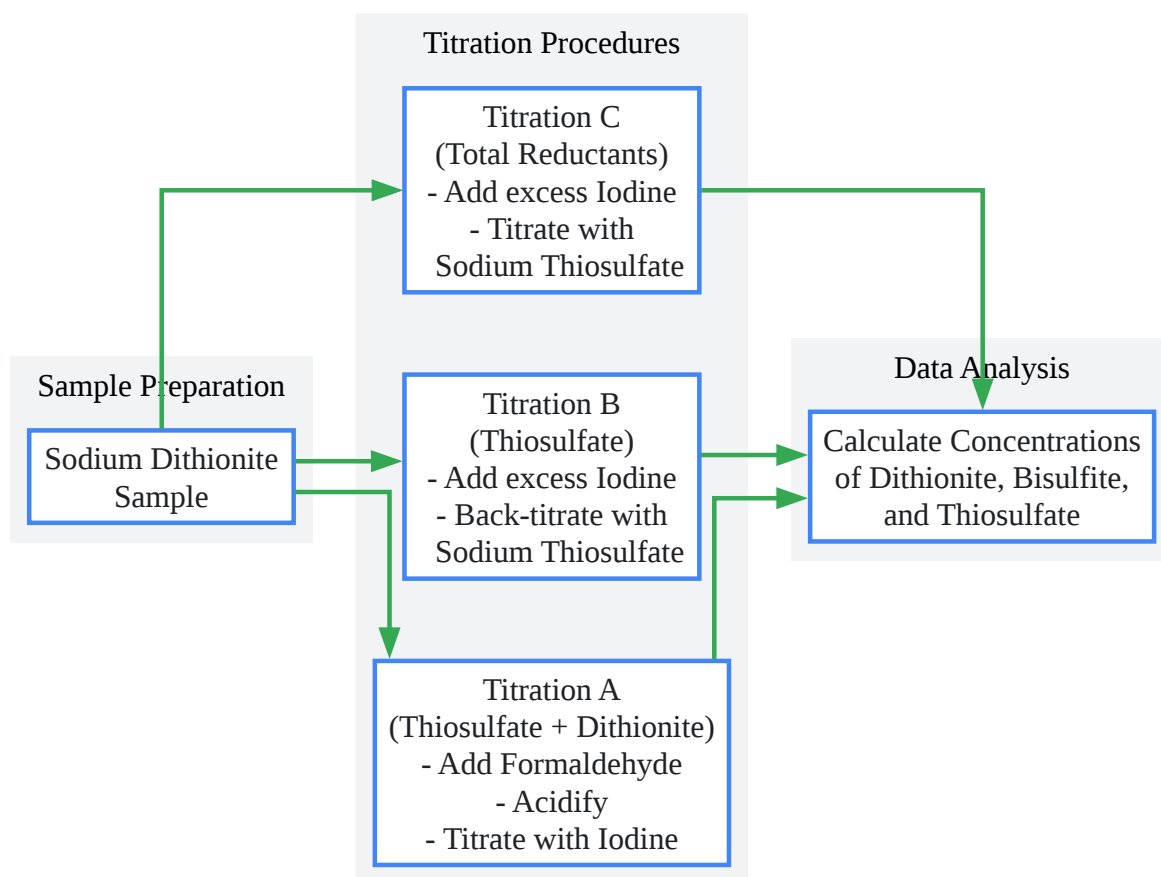 Titration Procedures
Titration C
(Total Reductants)
- Add excess Iodine
- Titrate with
Sodium Thiosulfate
Sample Preparation
Sodium Dithionite
Sample
Titration B
(Thiosulfate)
- Add excess Iodine
- Back-titrate with
Sodium Thiosulfate
Data Analysis
Calculate Concentrations
of Dithionite, Bisulfite,
and Thiosulfate
Titration A
(Thiosulfate + Dithionite)
- Add Formaldehyde
- Acidify
- Titrate with Iodine